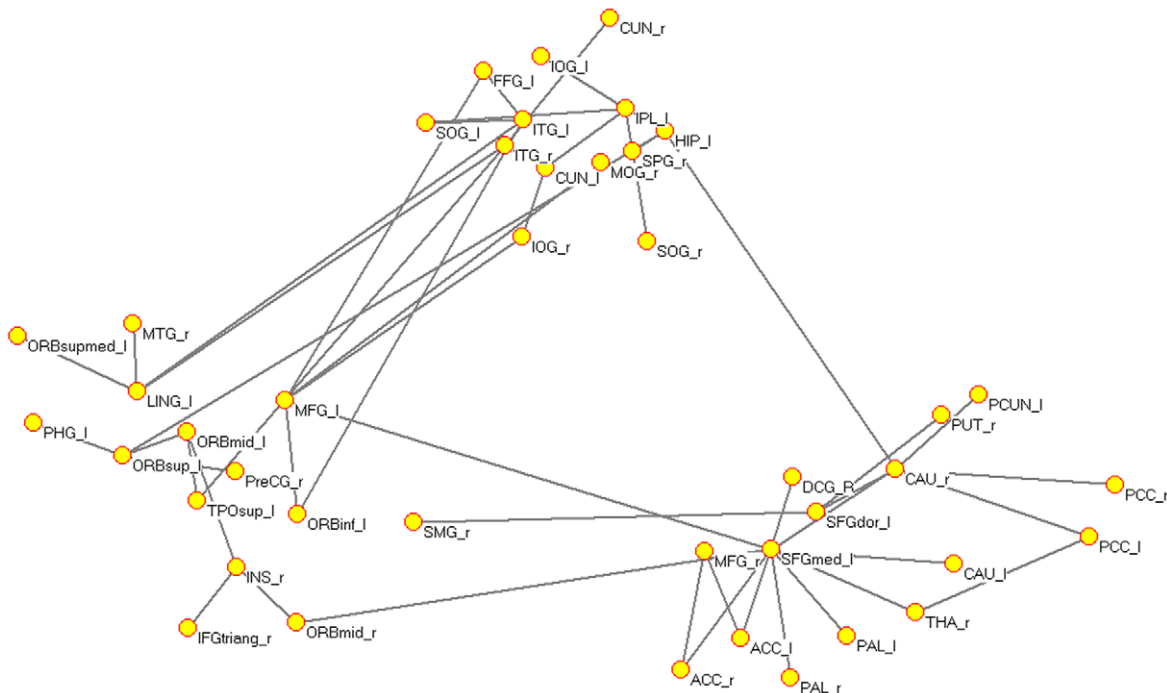 CUN_r
IOG_l
FFG_l
IPL_l
SOG_l
ITG_l
HIP_l
ITG_r
SPG_r
MOG_r
CUN_l
IOG_r
SOG_r
MTG_r
ORBsupmed_l
LING_l
MFG_l
PCUN_l
PUT_r
PHG_l
ORBmid_l
ORBsup_l
PreCG_r
CAU_r
DCG_R
PCC_r
TPOsup_l
ORBinf_l
SMG_r
SFGdor_l
PCC_l
MFG_r
SFGmed_l
CAU_l
INS_r
THA_r
IFGtriang_r
ORBmid_r
ACC_l
PAL_l
ACC_r
PAL_r